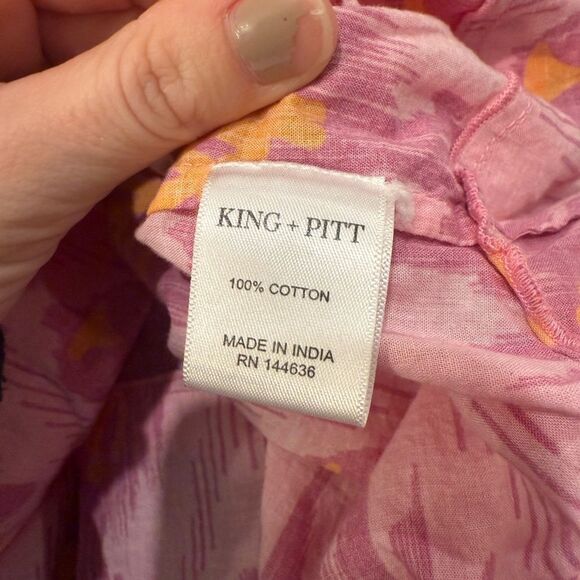 KING + PITT
100% COTTON
MADE IN INDIA
RN 144636